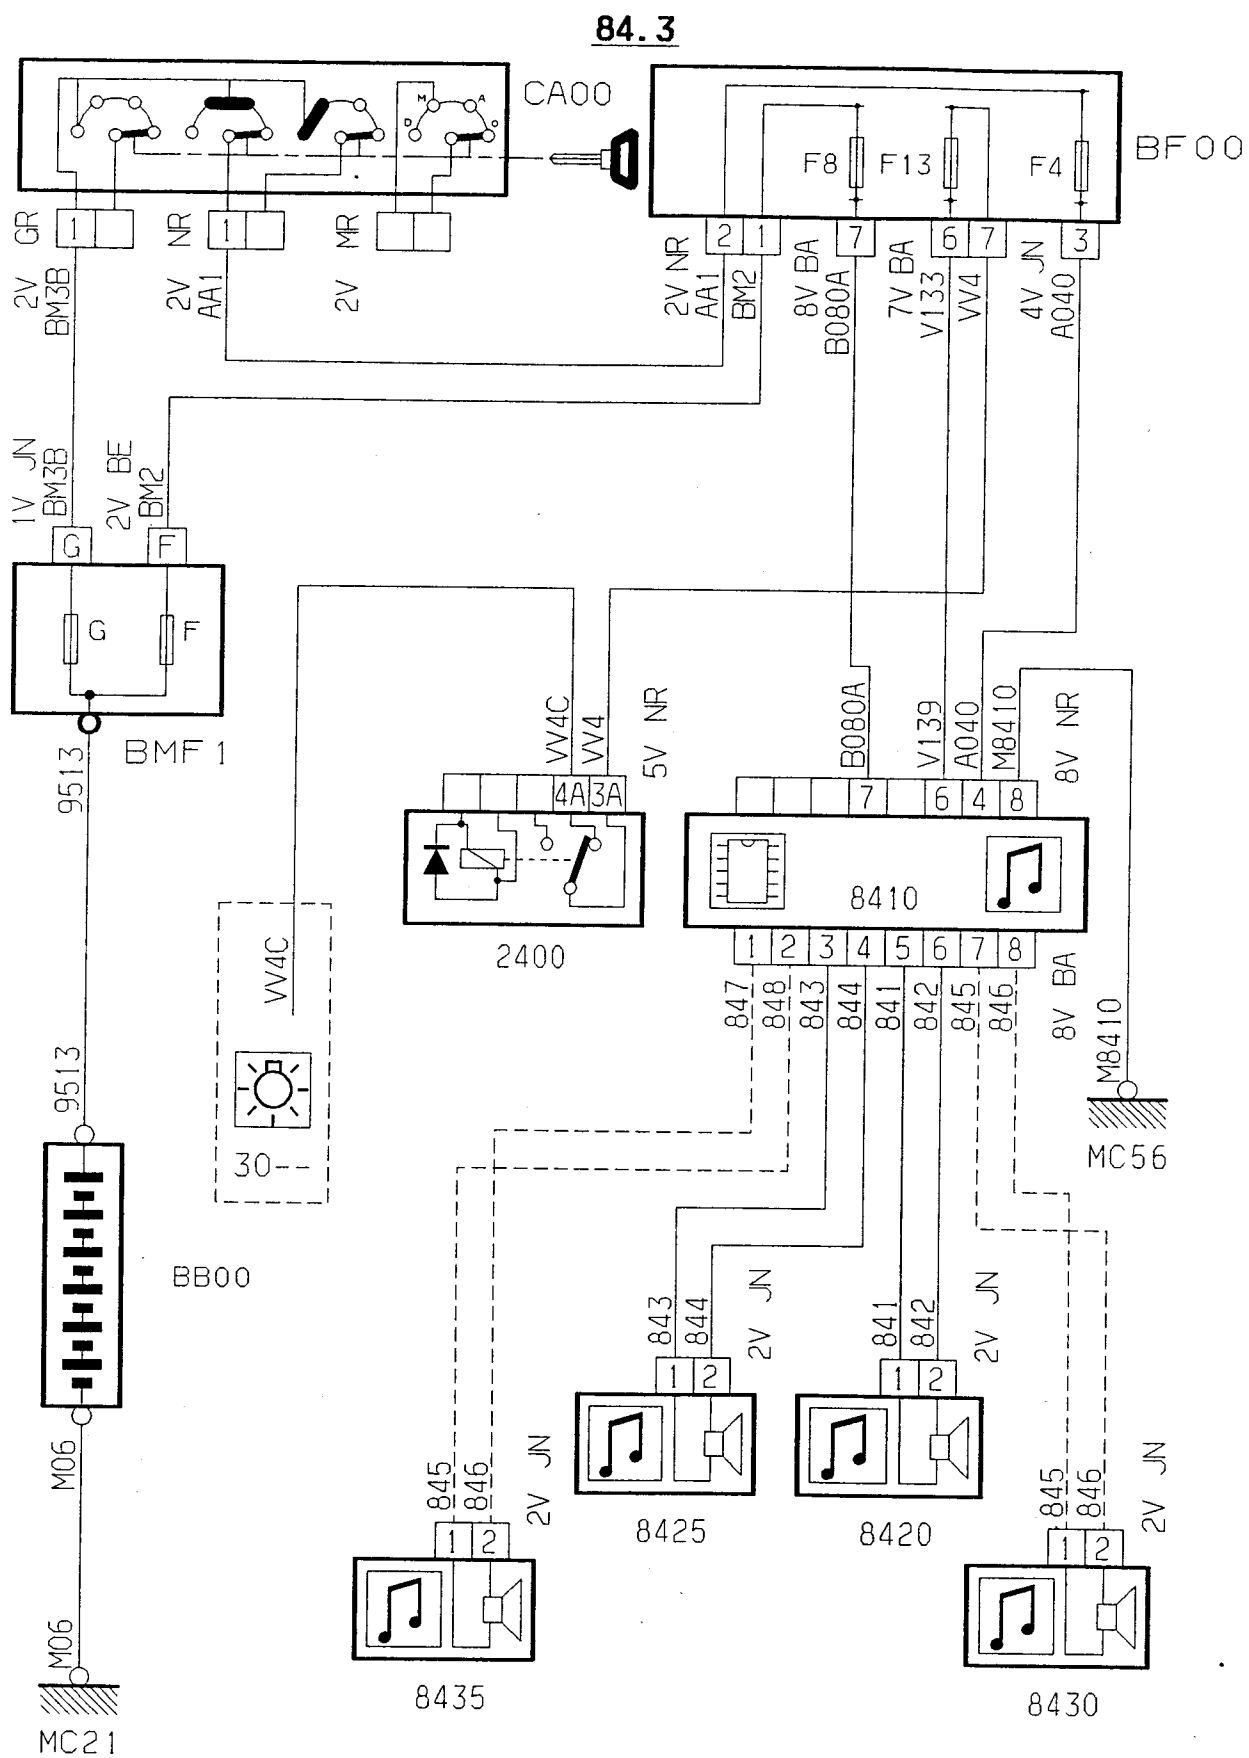 84.3
CA00
BF00
M
A
D
F8
F13
F4
1
1
2
1
7
6
7
3
2V GR
BM3B
2V NR
AA1
2V MR
2V NR
AA1
BM2
8V BA
B080A
7V BA
V133
VV4
4V JN
A040
1V JN
BM3B
2V BE
BM2
G
F
G
F
BMF1
9513
VV4C
VV4
5V NR
B080A
V139
A040
M8410
8V NR
4A
3A
7
6
4
8
2400
8410
1
2
3
4
5
6
7
8
847
848
843
844
841
842
845
846
8V BA
VV4C
30--
9513
M8410
MC56
BB00
843
844
2V JN
841
842
2V JN
1
2
1
2
8425
8420
845
846
2V JN
845
846
2V JN
1
2
1
2
8435
8430
M06
M06
MC21